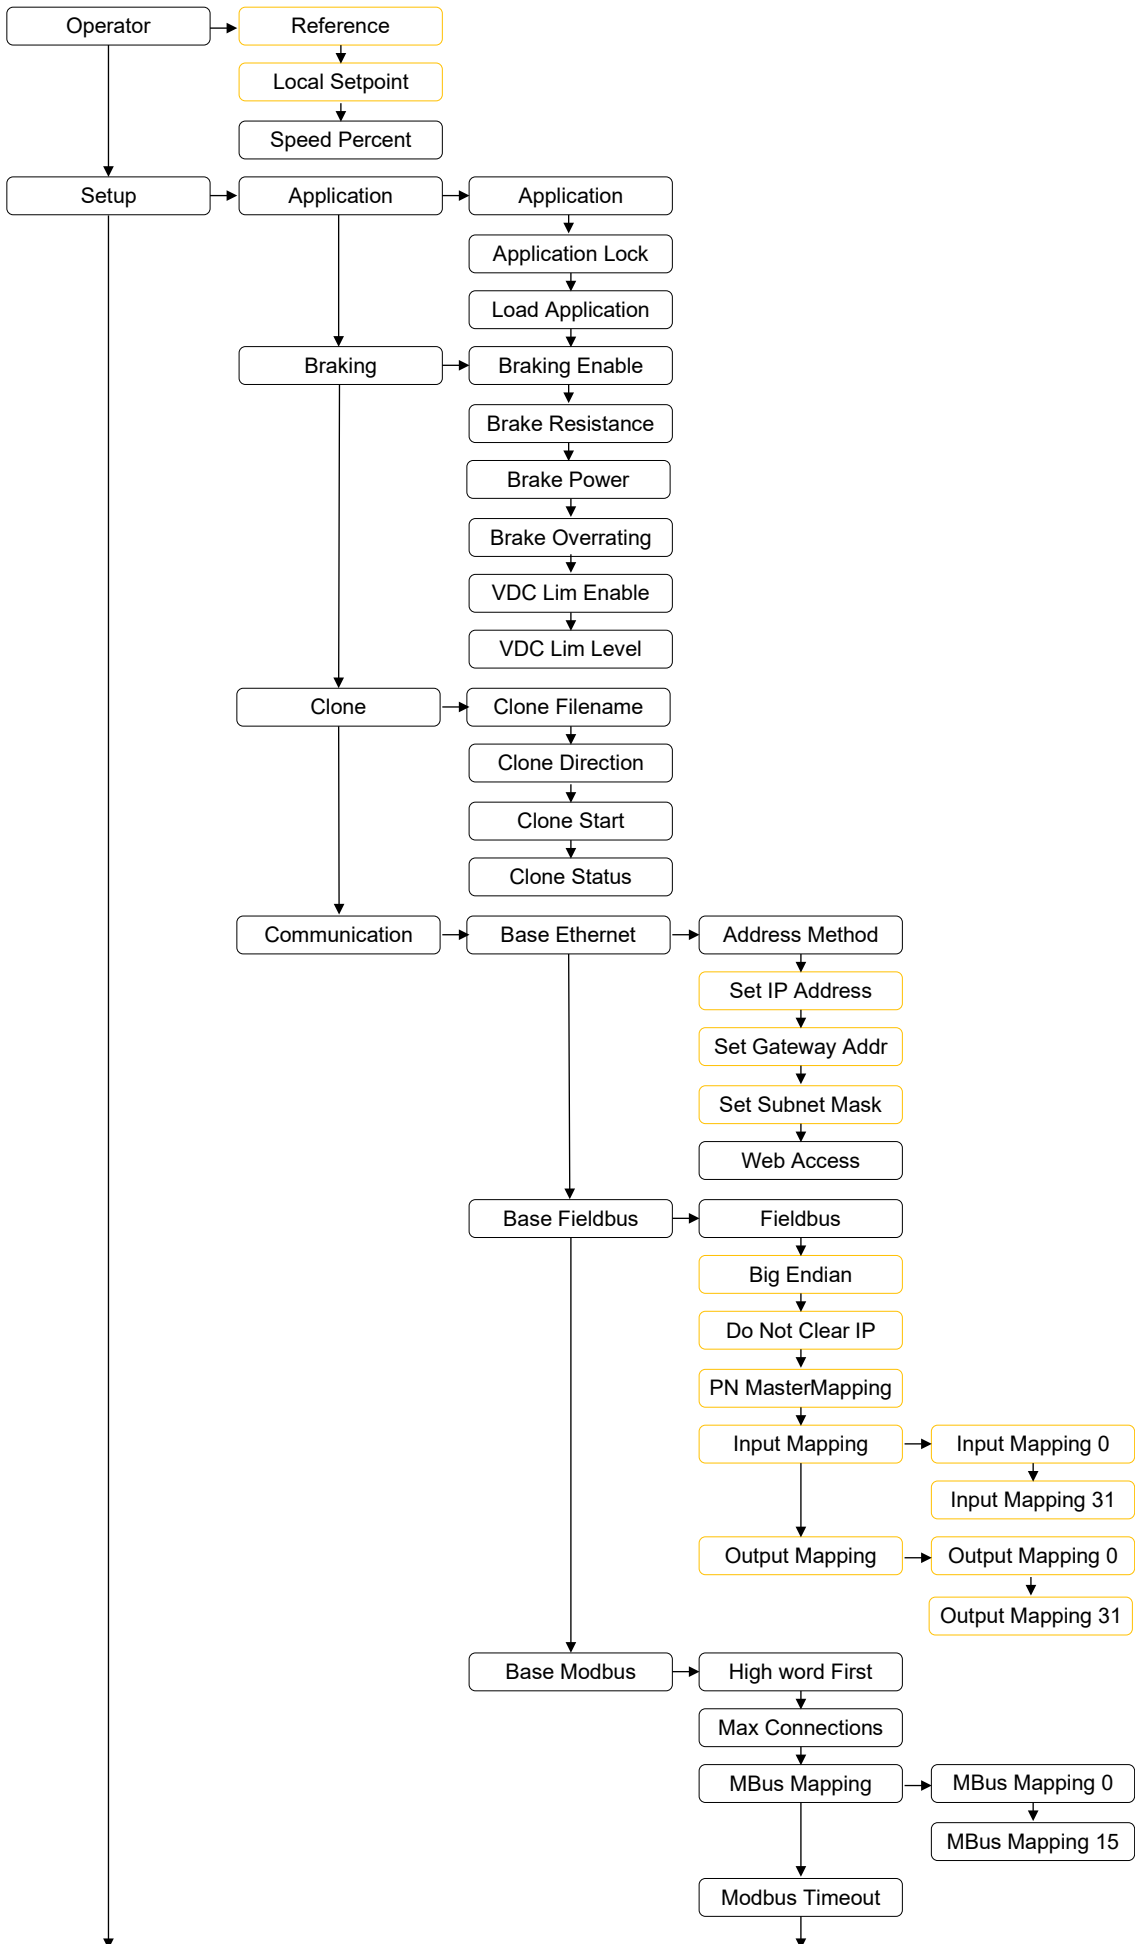 Operator
Reference
Local Setpoint
Speed Percent
Setup
Application
Application
Application Lock
Load Application
Braking
Braking Enable
Brake Resistance
Brake Power
Brake Overrating
VDC Lim Enable
VDC Lim Level
Clone
Clone Filename
Clone Direction
Clone Start
Clone Status
Communication
Base Ethernet
Address Method
Set IP Address
Set Gateway Addr
Set Subnet Mask
Web Access
Base Fieldbus
Fieldbus
Big Endian
Do Not Clear IP
PN MasterMapping
Input Mapping
Input Mapping 0
Input Mapping 31
Output Mapping
Output Mapping 0
Output Mapping 31
Base Modbus
High word First
Max Connections
MBus Mapping
MBus Mapping 0
MBus Mapping 15
Modbus Timeout